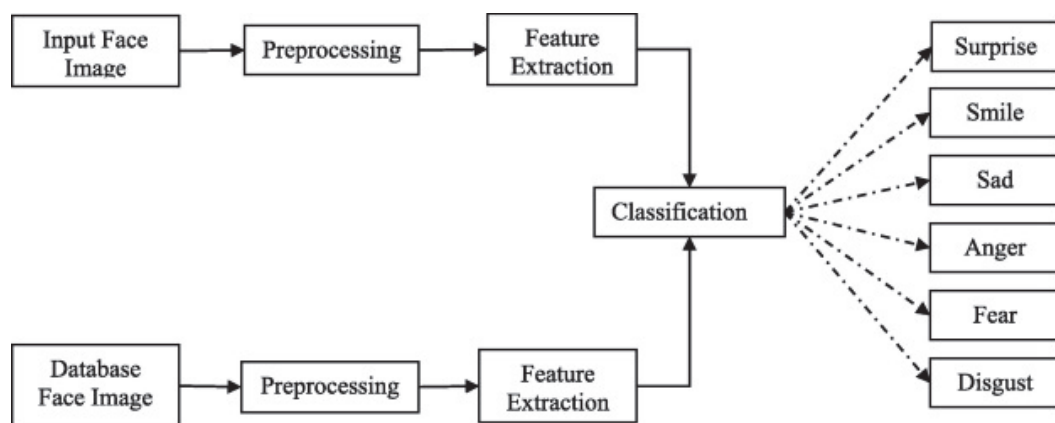 Input Face
Image
Preprocessing
Feature
Extraction
Surprise
Smile
Sad
Classification
Anger
Fear
Disgust
Database
Face Image
Preprocessing
Feature
Extraction